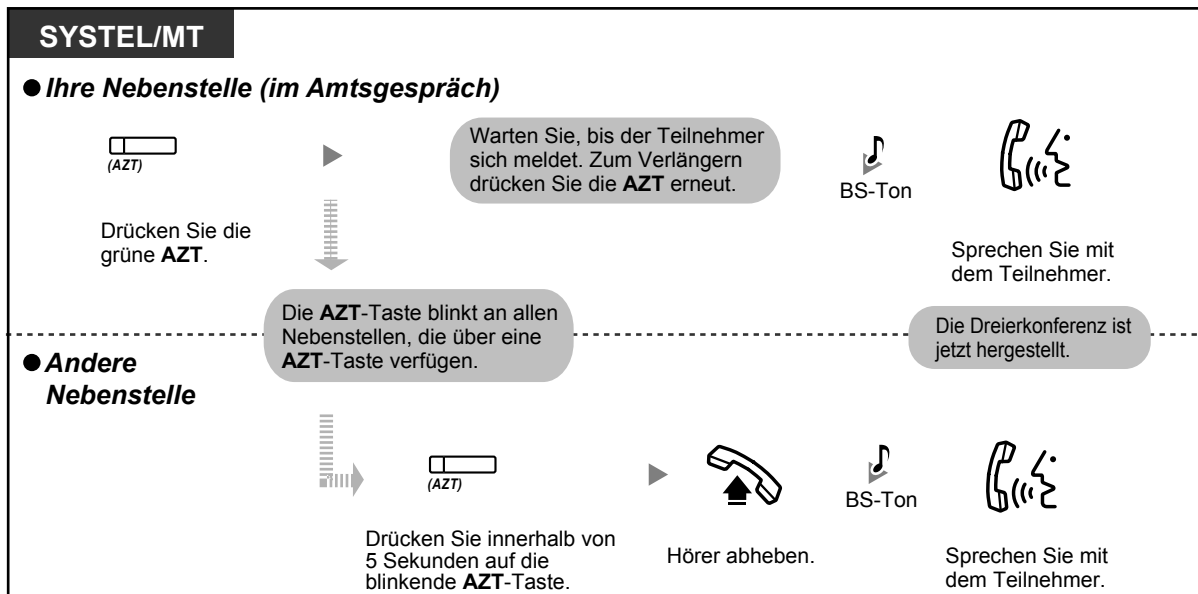 SYSTEL/MT
Ihre Nebenstelle (im Amtsgespräch)
(AZT)
Drücken Sie die
grüne AZT.
Warten Sie, bis der Teilnehmer
sich meldet. Zum Verlängern
drücken Sie die AZT erneut.
BS-Ton
Sprechen Sie mit
dem Teilnehmer.
Die AZT-Taste blinkt an allen
Nebenstellen, die über eine
AZT-Taste verfügen.
Die Dreierkonferenz ist
jetzt hergestellt.
Andere
Nebenstelle
(AZT)
Drücken Sie innerhalb von
5 Sekunden auf die
blinkende AZT-Taste.
Hörer abheben.
BS-Ton
Sprechen Sie mit
dem Teilnehmer.